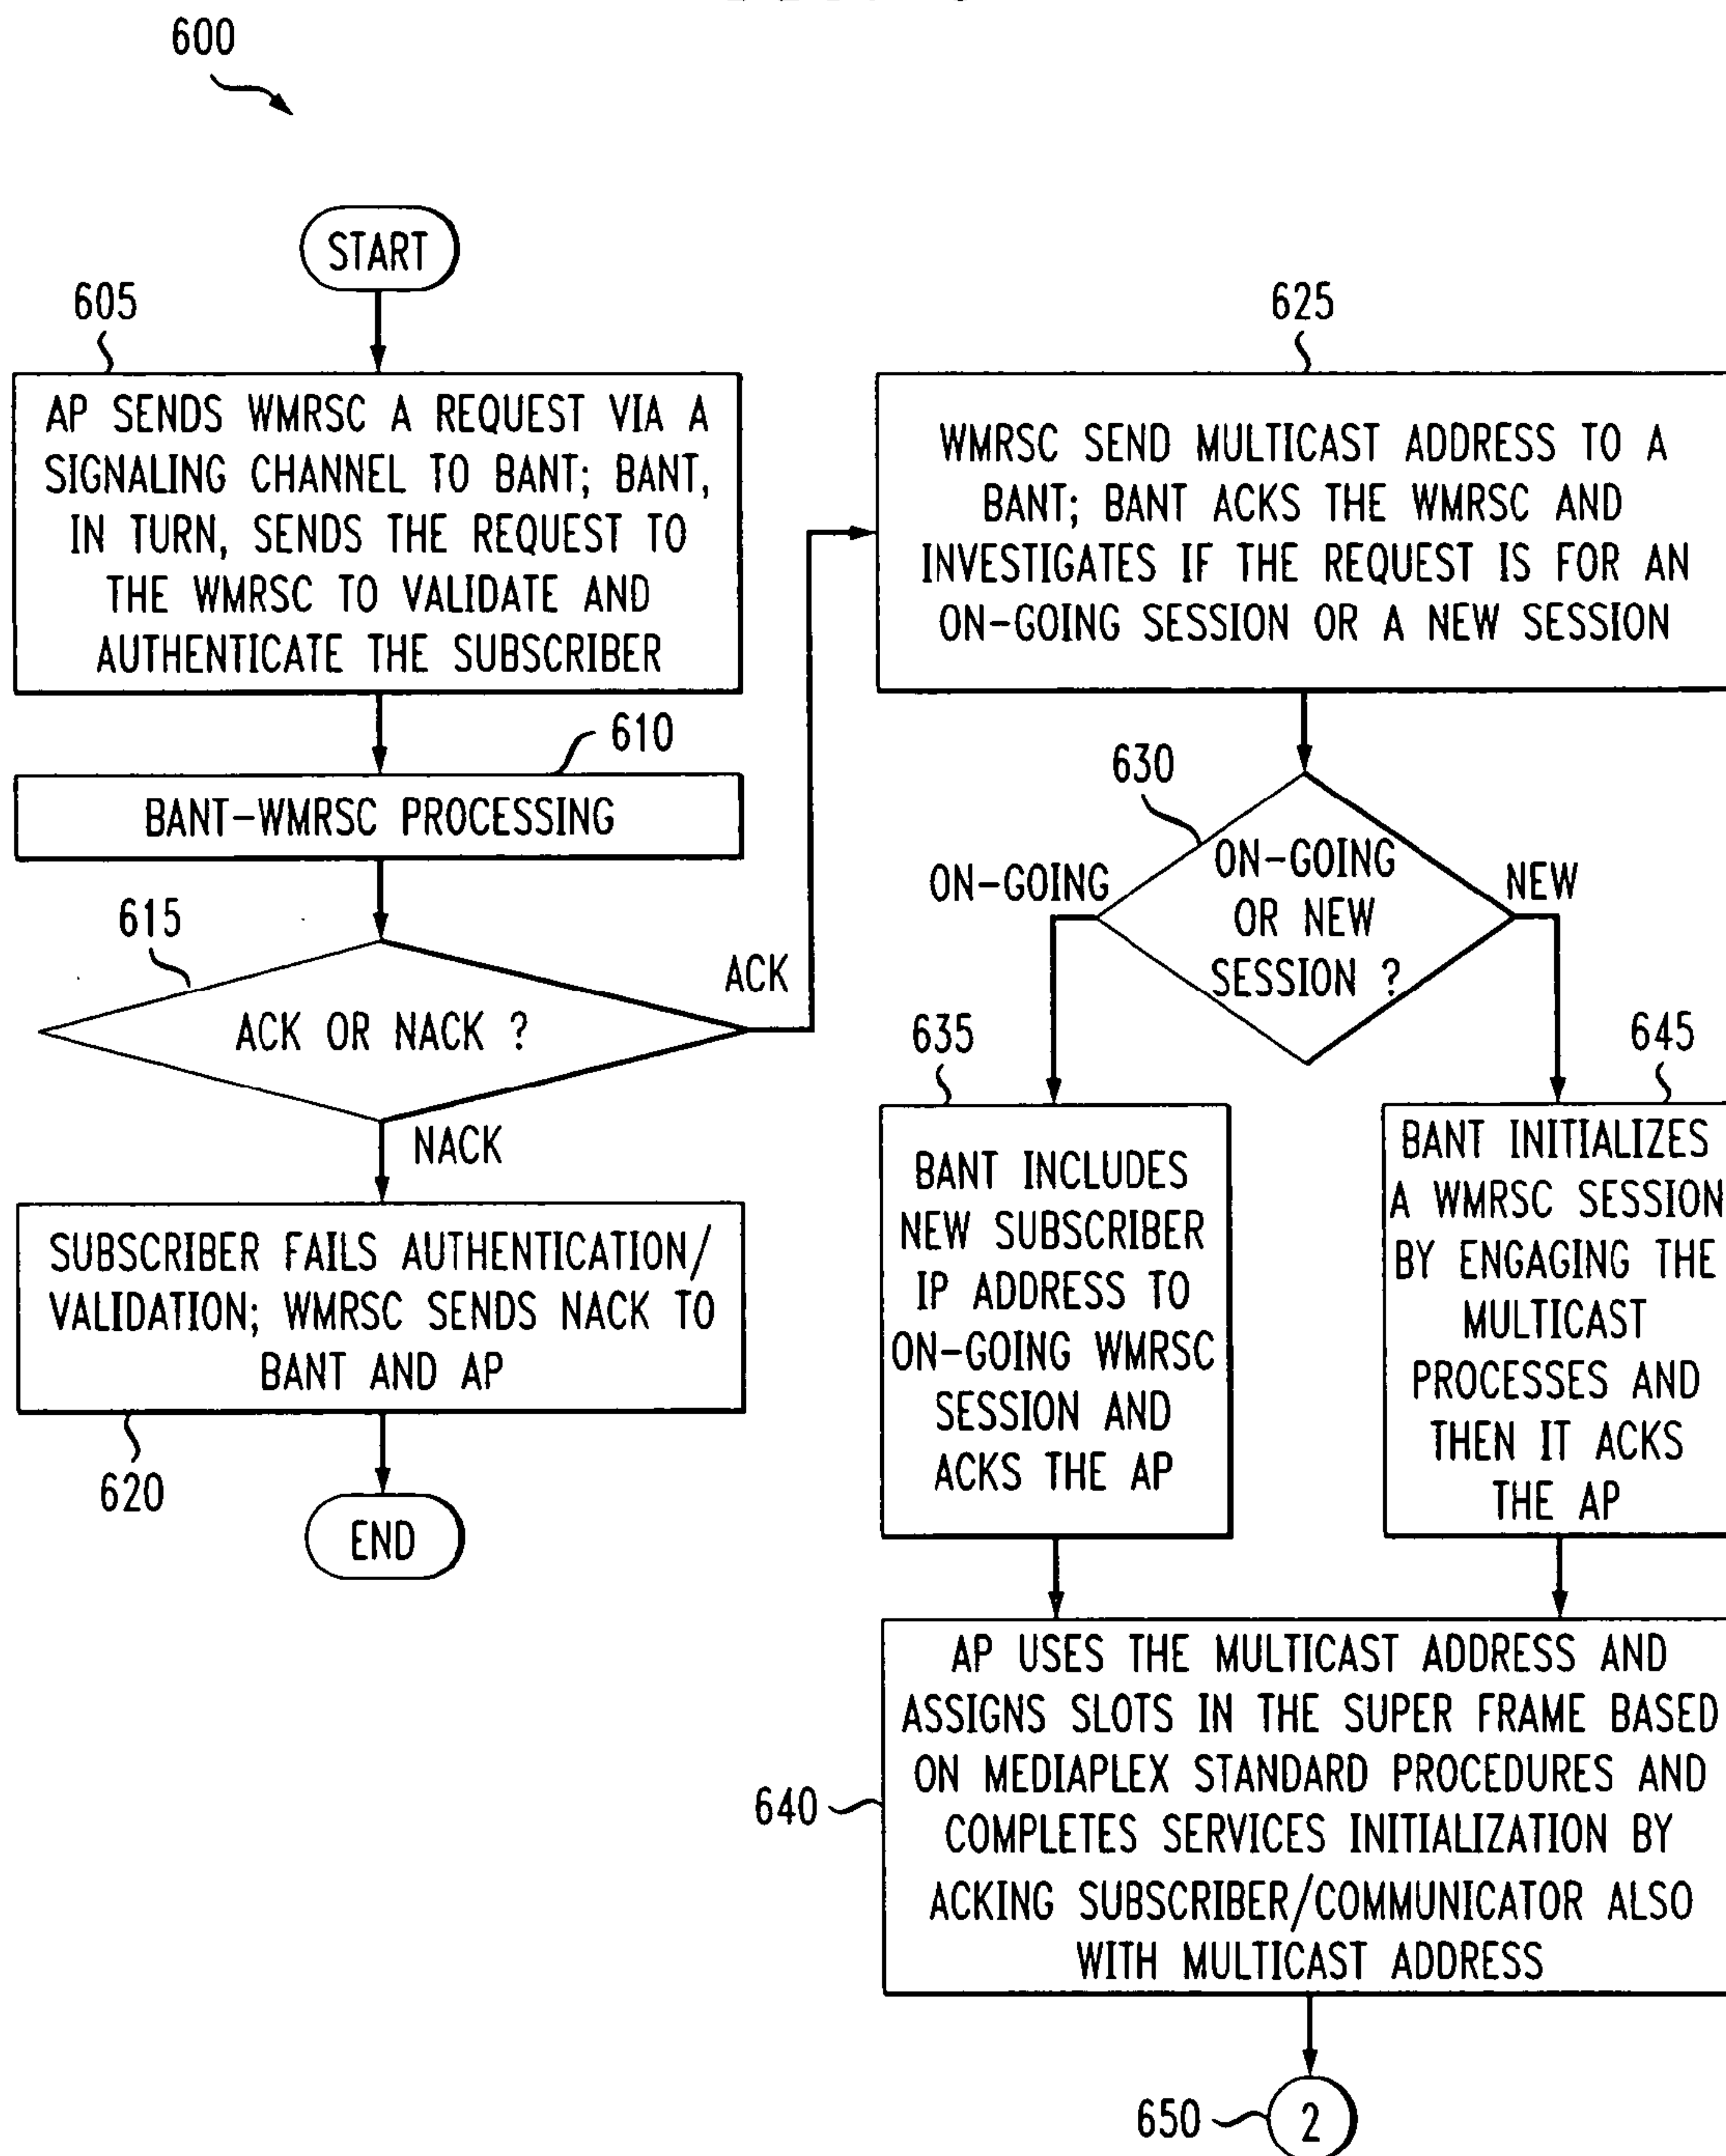 600
START
605
AP SENDS WMRSC A REQUEST VIA A
SIGNALING CHANNEL TO BANT; BANT,
IN TURN, SENDS THE REQUEST TO
THE WMRSC TO VALIDATE AND
AUTHENTICATE THE SUBSCRIBER
610
BANT-WMRSC PROCESSING
615
ACK OR NACK ?
ACK
NACK
SUBSCRIBER FAILS AUTHENTICATION/
VALIDATION; WMRSC SENDS NACK TO
BANT AND AP
620
END
625
WMRSC SEND MULTICAST ADDRESS TO A
BANT; BANT ACKS THE WMRSC AND
INVESTIGATES IF THE REQUEST IS FOR AN
ON-GOING SESSION OR A NEW SESSION
630
ON-GOING
OR NEW
SESSION ?
ON-GOING
NEW
635
BANT INCLUDES
NEW SUBSCRIBER
IP ADDRESS TO
ON-GOING WMRSC
SESSION AND
ACKS THE AP
645
BANT INITIALIZES
A WMRSC SESSION
BY ENGAGING THE
MULTICAST
PROCESSES AND
THEN IT ACKS
THE AP
640
AP USES THE MULTICAST ADDRESS AND
ASSIGNS SLOTS IN THE SUPER FRAME BASED
ON MEDIAPLEX STANDARD PROCEDURES AND
COMPLETES SERVICES INITIALIZATION BY
ACKING SUBSCRIBER/COMMUNICATOR ALSO
WITH MULTICAST ADDRESS
650
2